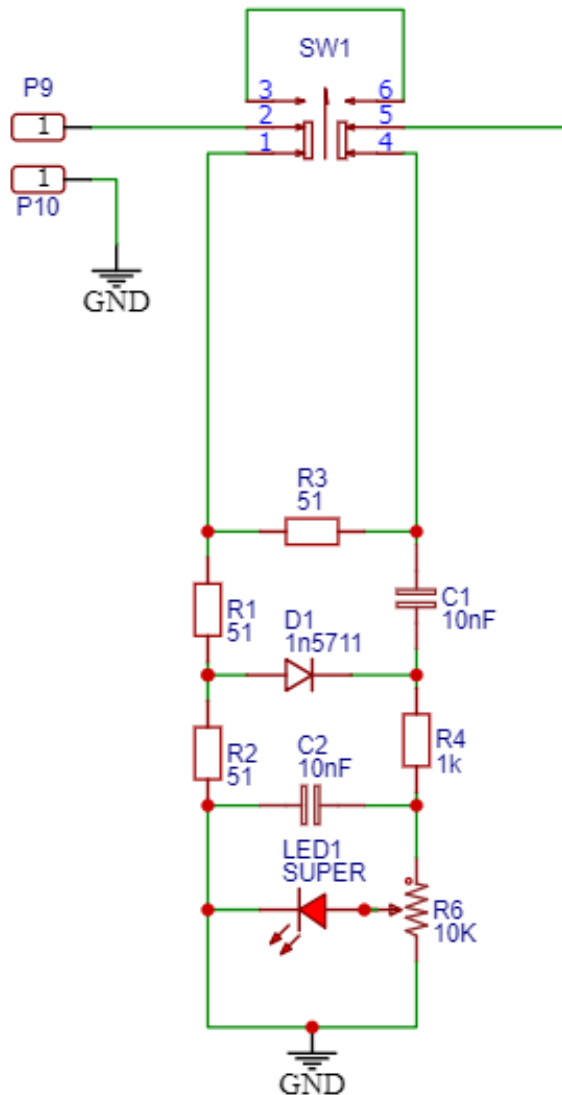 SW1
P9
3
6
1
2
5
1
4
1
P10
GND
R3
51
R1
51
D1
1n5711
C1
10nF
R2
51
C2
10nF
R4
1k
LED1
SUPER
R6
10K
GND